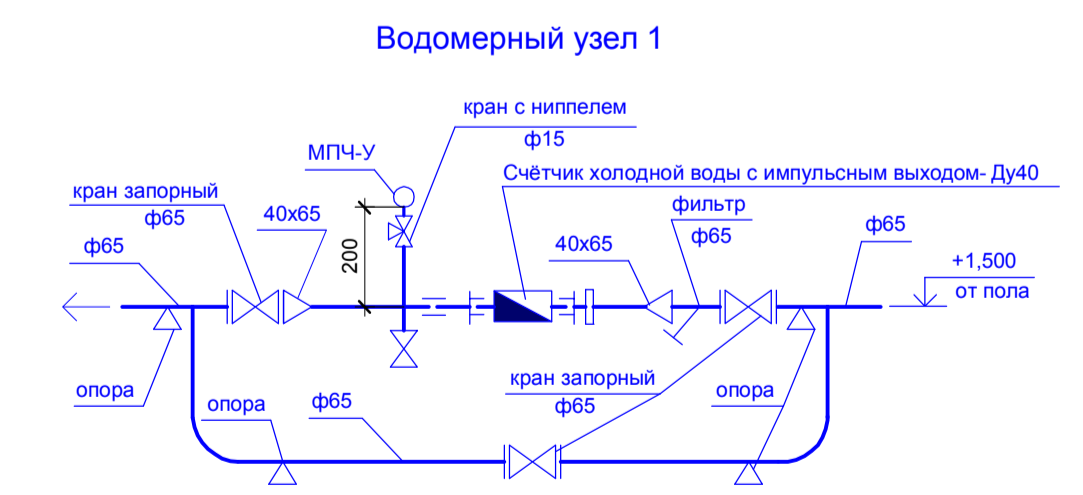 Водомерный узел 1
кран с ниппелем
ф15
МПЧ-У
Счётчик холодной воды с импульсным выходом- Ду40
кран запорный
ф65
40х65
фильтр
ф65
ф65
ф65
40х65
200
+1,500
от пола
опора
опора
ф65
кран запорный
ф65
опора